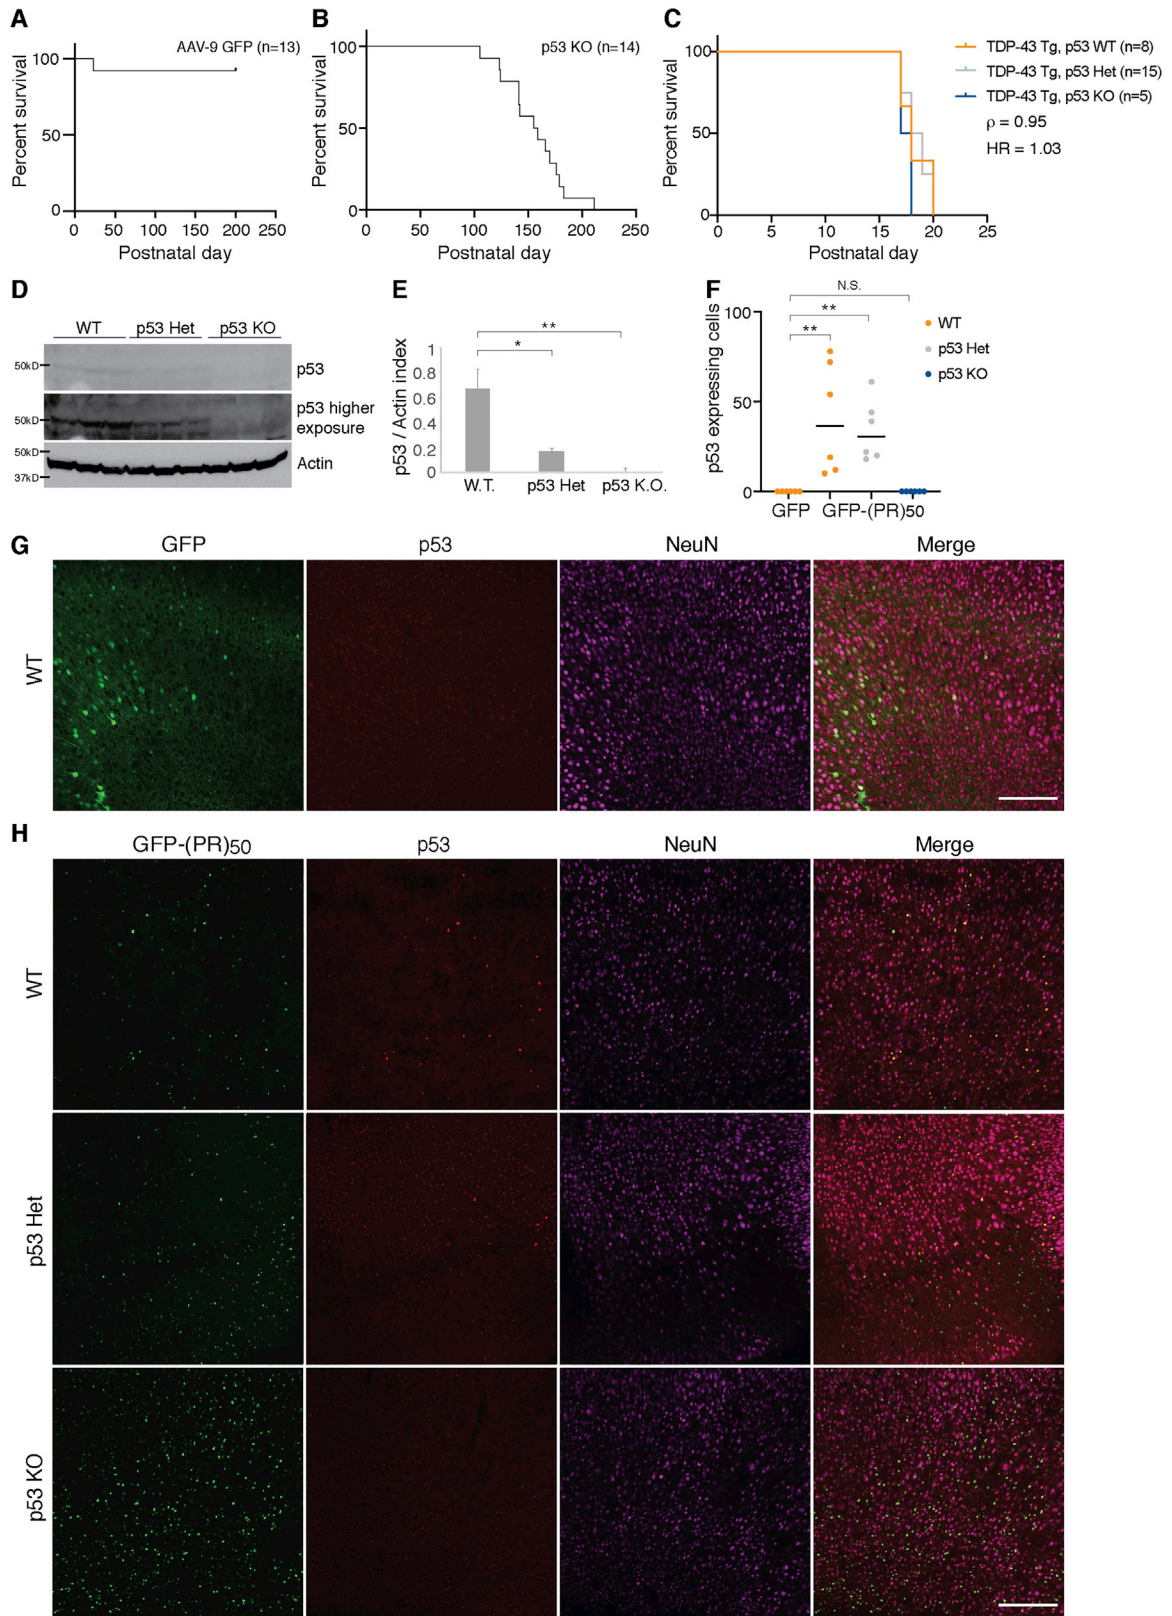 A
AAV-9 GFP (n=13)
Percent survival
100
50
0
0 50 100 150 200 250
Postnatal day
B
p53 KO (n=14)
Percent survival
100
50
0
0 50 100 150 200 250
Postnatal day
C
Percent survival
100
50
0
0 5 10 15 20 25
Postnatal day
TDP-43 Tg, p53 WT (n=8)
TDP-43 Tg, p53 Het (n=15)
TDP-43 Tg, p53 KO (n=5)
ρ = 0.95
HR = 1.03
D
WT p53 Het p53 KO
50kD
p53
50kD
p53 higher
exposure
50kD
37kD
Actin
E
p53 / Actin index
1
0.8
0.6
0.4
0.2
0
**
*
W.T. p53 Het p53 K.O.
F
p53 expressing cells
100
50
0
N.S.
**
**
GFP GFP-(PR)50
WT
p53 Het
p53 KO
G
GFP p53 NeuN Merge
WT
H
GFP-(PR)50 p53 NeuN Merge
WT
p53 Het
p53 KO